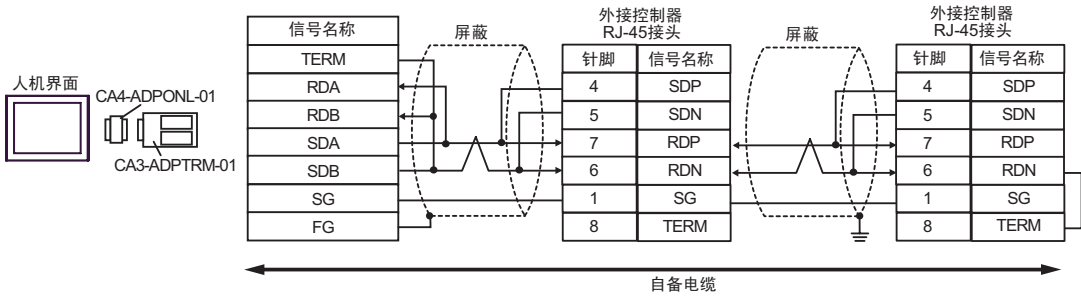 人机界面
CA4-ADPONL-01
CA3-ADPTRM-01
信号名称
TERM
RDA
RDB
SDA
SDB
SG
FG
屏蔽
外接控制器
RJ-45接头
针脚 信号名称
4 SDP
5 SDN
7 RDP
6 RDN
1 SG
8 TERM
屏蔽
外接控制器
RJ-45接头
针脚 信号名称
4 SDP
5 SDN
7 RDP
6 RDN
1 SG
8 TERM
自备电缆